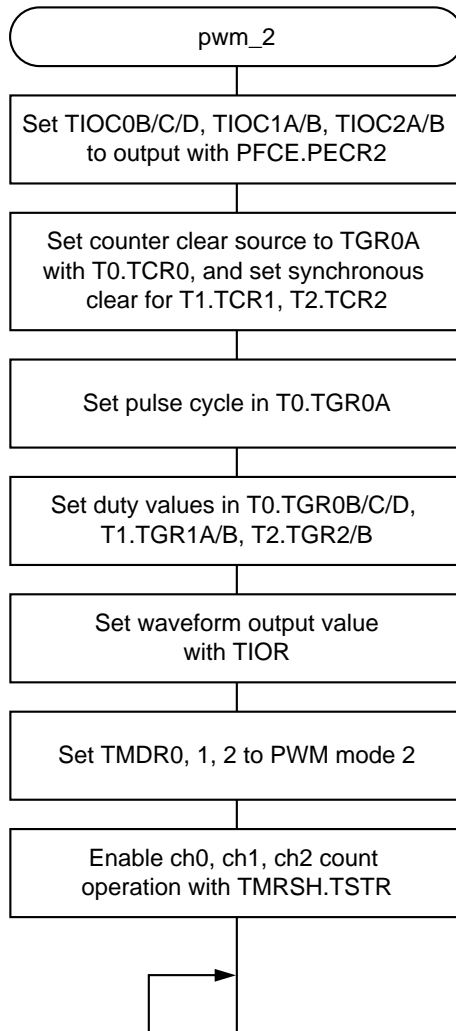 pwm_2
Set TIOC0B/C/D, TIOC1A/B, TIOC2A/B
to output with PFCE.PECR2
Set counter clear source to TGR0A
with T0.TCR0, and set synchronous
clear for T1.TCR1, T2.TCR2
Set pulse cycle in T0.TGR0A
Set duty values in T0.TGR0B/C/D,
T1.TGR1A/B, T2.TGR2/B
Set waveform output value
with TIOR
Set TMDR0, 1, 2 to PWM mode 2
Enable ch0, ch1, ch2 count
operation with TMRSH.TSTR